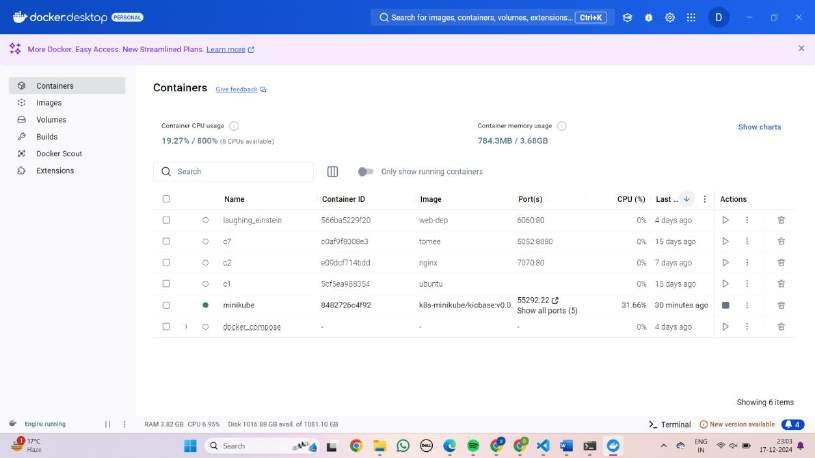 docker.desktop PERSONAL
Search for images, containers, volumes, extensions... Ctrl+K
D
More Docker. Easy Access. New Streamlined Plans. Learn more
Containers
Images
Volumes
Builds
Docker Scout
Extensions
Containers Give feedback
Container CPU usage
19.27% / 800% (8 CPUs available)
Container memory usage
784.3MB / 3.68GB
Show charts
Search
Only show running containers
Name Container ID Image Port(s) CPU (%) Last ... Actions
laughing_einstein 566ba5229f20 web-dep 6060:80 0% 4 days ago
c7 c0af9f8008e3 tomee 5052:8080 0% 15 days ago
c2 e09dcf714bdd nginx 7070:80 0% 7 days ago
c1 5cf5ea988354 ubuntu 0% 13 days ago
minikube 8482726c4f92 k8s-minikube/kicbase:v0.0. 55292:22 31.66% 30 minutes ago
Show all ports (5)
docker_compose - - - 0% 4 days ago
Showing 6 items
Engine running
RAM 3.82 GB CPU 6.95% Disk 1016.88 GB avail. of 1081.10 GB
Terminal
New version available
4
1
17°C
Haze
Search
ENG
IN
23:03
17-12-2024